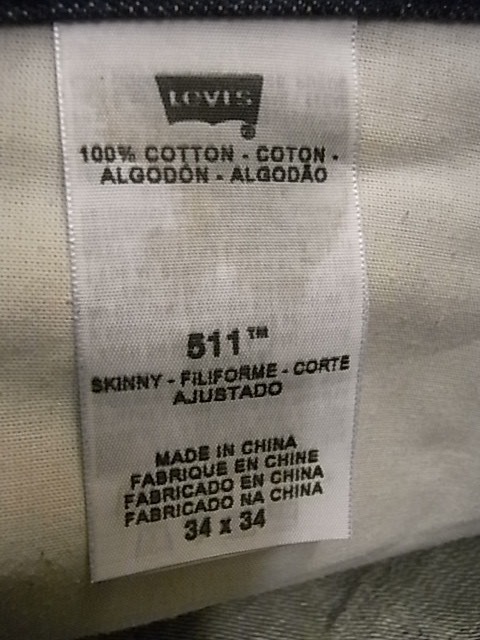 LEVI'S
®
100% COTTON - COTON -
ALGODÓN - ALGODÃO
511™
SKINNY - FILIFORME - CORTE
AJUSTADO
MADE IN CHINA
FABRIQUE EN CHINE
FABRICADO EN CHINA
FABRICADO NA CHINA
34 x 34